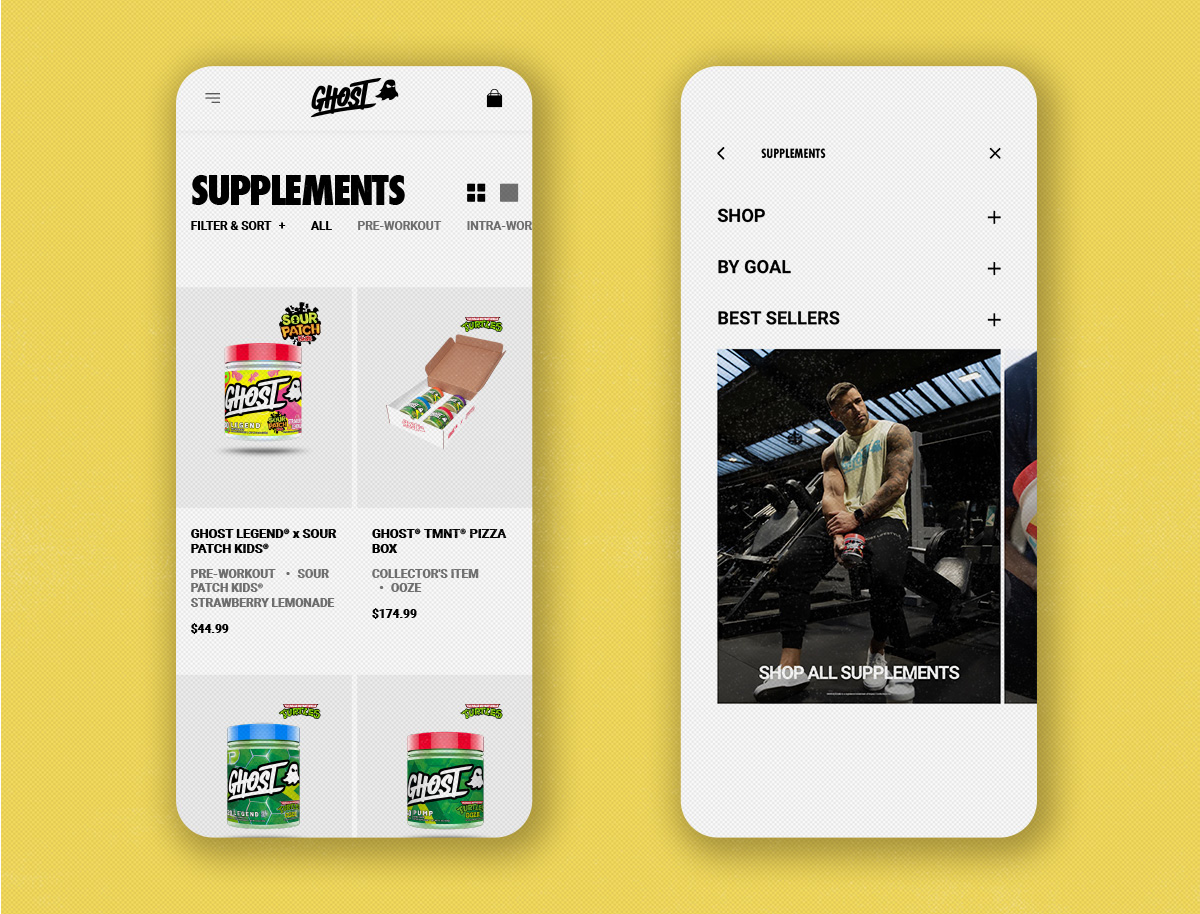 GHOST
SUPPLEMENTS
FILTER & SORT +
ALL
PRE-WORKOUT
INTRA-WOR
SOUR
PATCH
KIDS
GHOST
LEGEND
SOUR
PATCH
TURTLES
GHOST LEGEND® x SOUR
PATCH KIDS®
PRE-WORKOUT • SOUR
PATCH KIDS®
STRAWBERRY LEMONADE
$44.99
GHOST® TMNT® PIZZA
BOX
COLLECTOR'S ITEM
• OOZE
$174.99
TURTLES
GHOST
LEGEND
TURTLES
GHOST
PUMP
SUPPLEMENTS
SHOP +
BY GOAL +
BEST SELLERS +
SHOP ALL SUPPLEMENTS